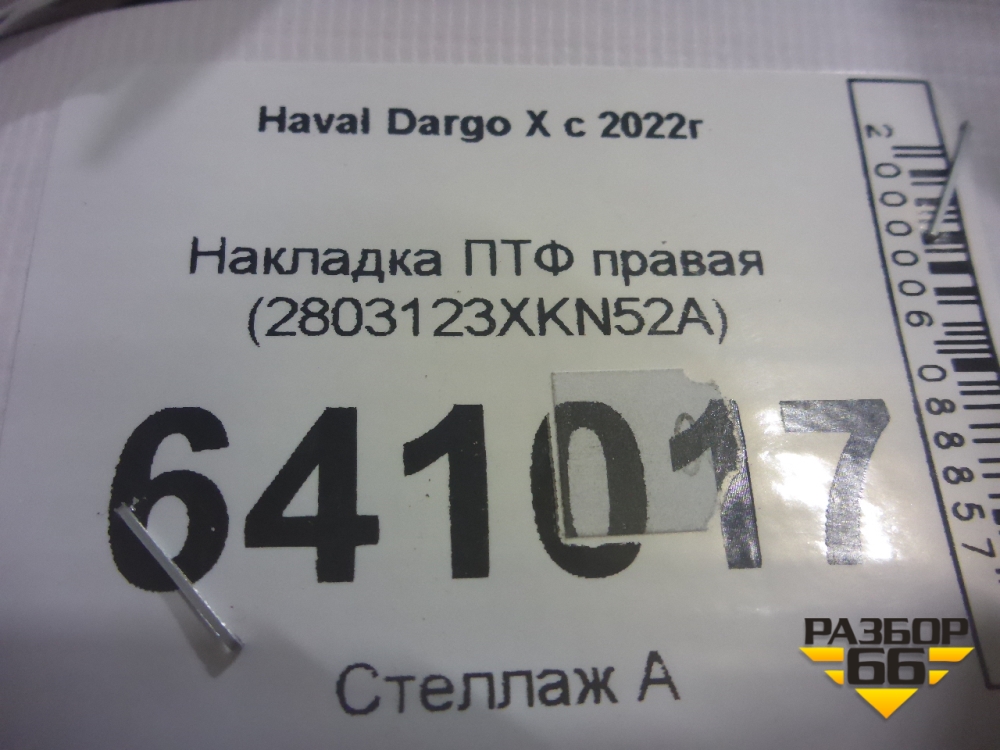 Haval Dargo X с 2022г
Накладка ПТФ правая
(2803123XKN52A)
641017
Стеллаж А
РАЗБОР
66